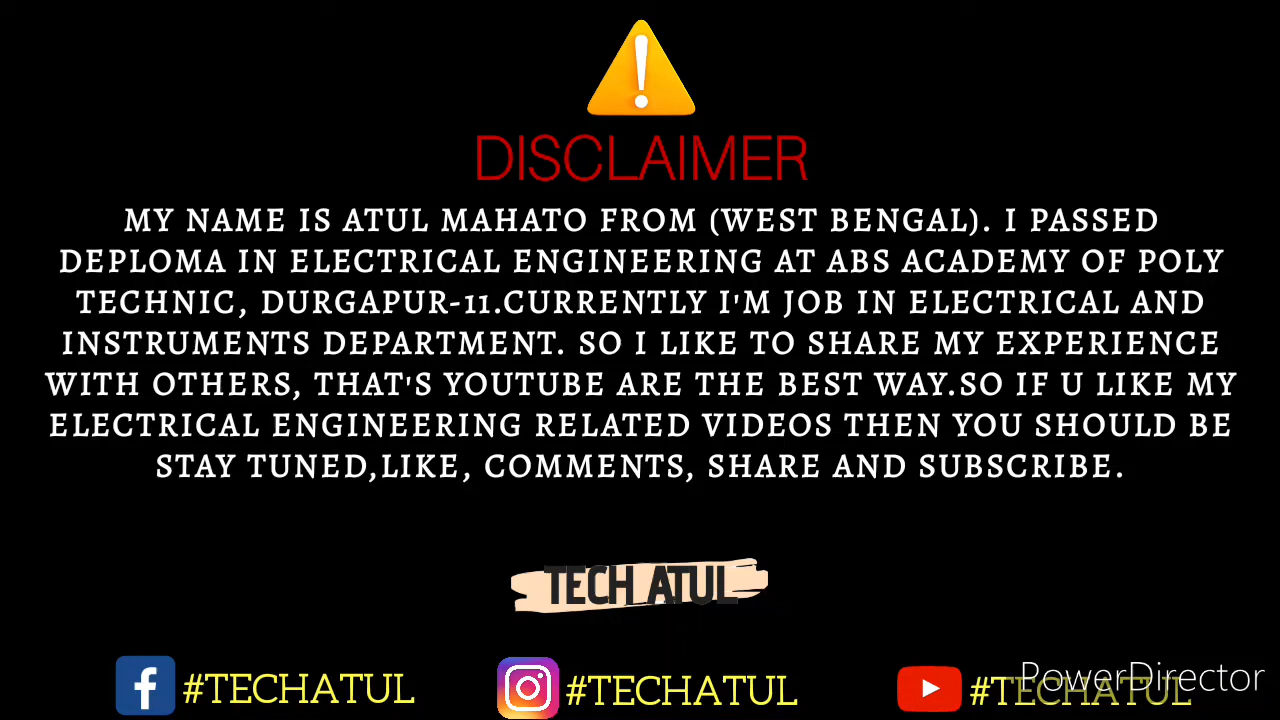 DISCLAIMER
MY NAME IS ATUL MAHATO FROM (WEST BENGAL). I PASSED
DEPLOMA IN ELECTRICAL ENGINEERING AT ABS ACADEMY OF POLY
TECHNIC, DURGAPUR-11.CURRENTLY I'M JOB IN ELECTRICAL AND
INSTRUMENTS DEPARTMENT. SO I LIKE TO SHARE MY EXPERIENCE
WITH OTHERS, THAT'S YOUTUBE ARE THE BEST WAY.SO IF U LIKE MY
ELECTRICAL ENGINEERING RELATED VIDEOS THEN YOU SHOULD BE
STAY TUNED,LIKE, COMMENTS, SHARE AND SUBSCRIBE.
TECH ATUL
#TECHATUL #TECHATUL #TECHATUL
PowerDirector